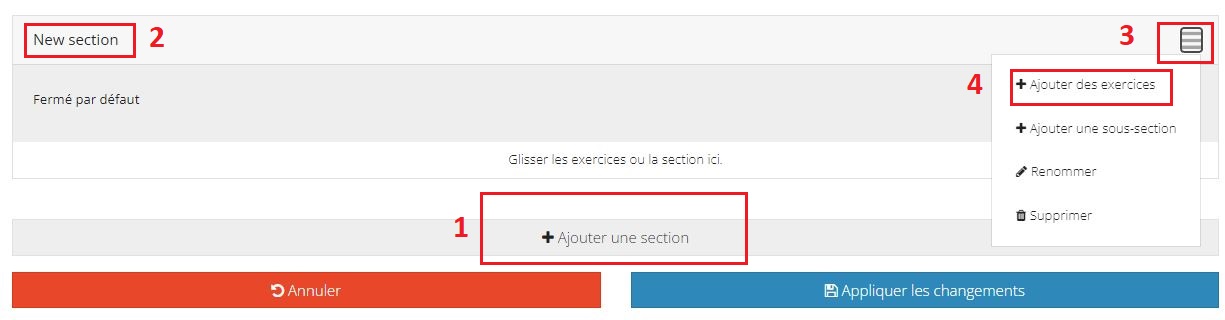 New section 2
3
4
+ Ajouter des exercices
Fermé par défaut
+ Ajouter une sous-section
Glisser les exercices ou la section ici.
Renommer
Supprimer
1
+ Ajouter une section
Annuler
Appliquer les changements